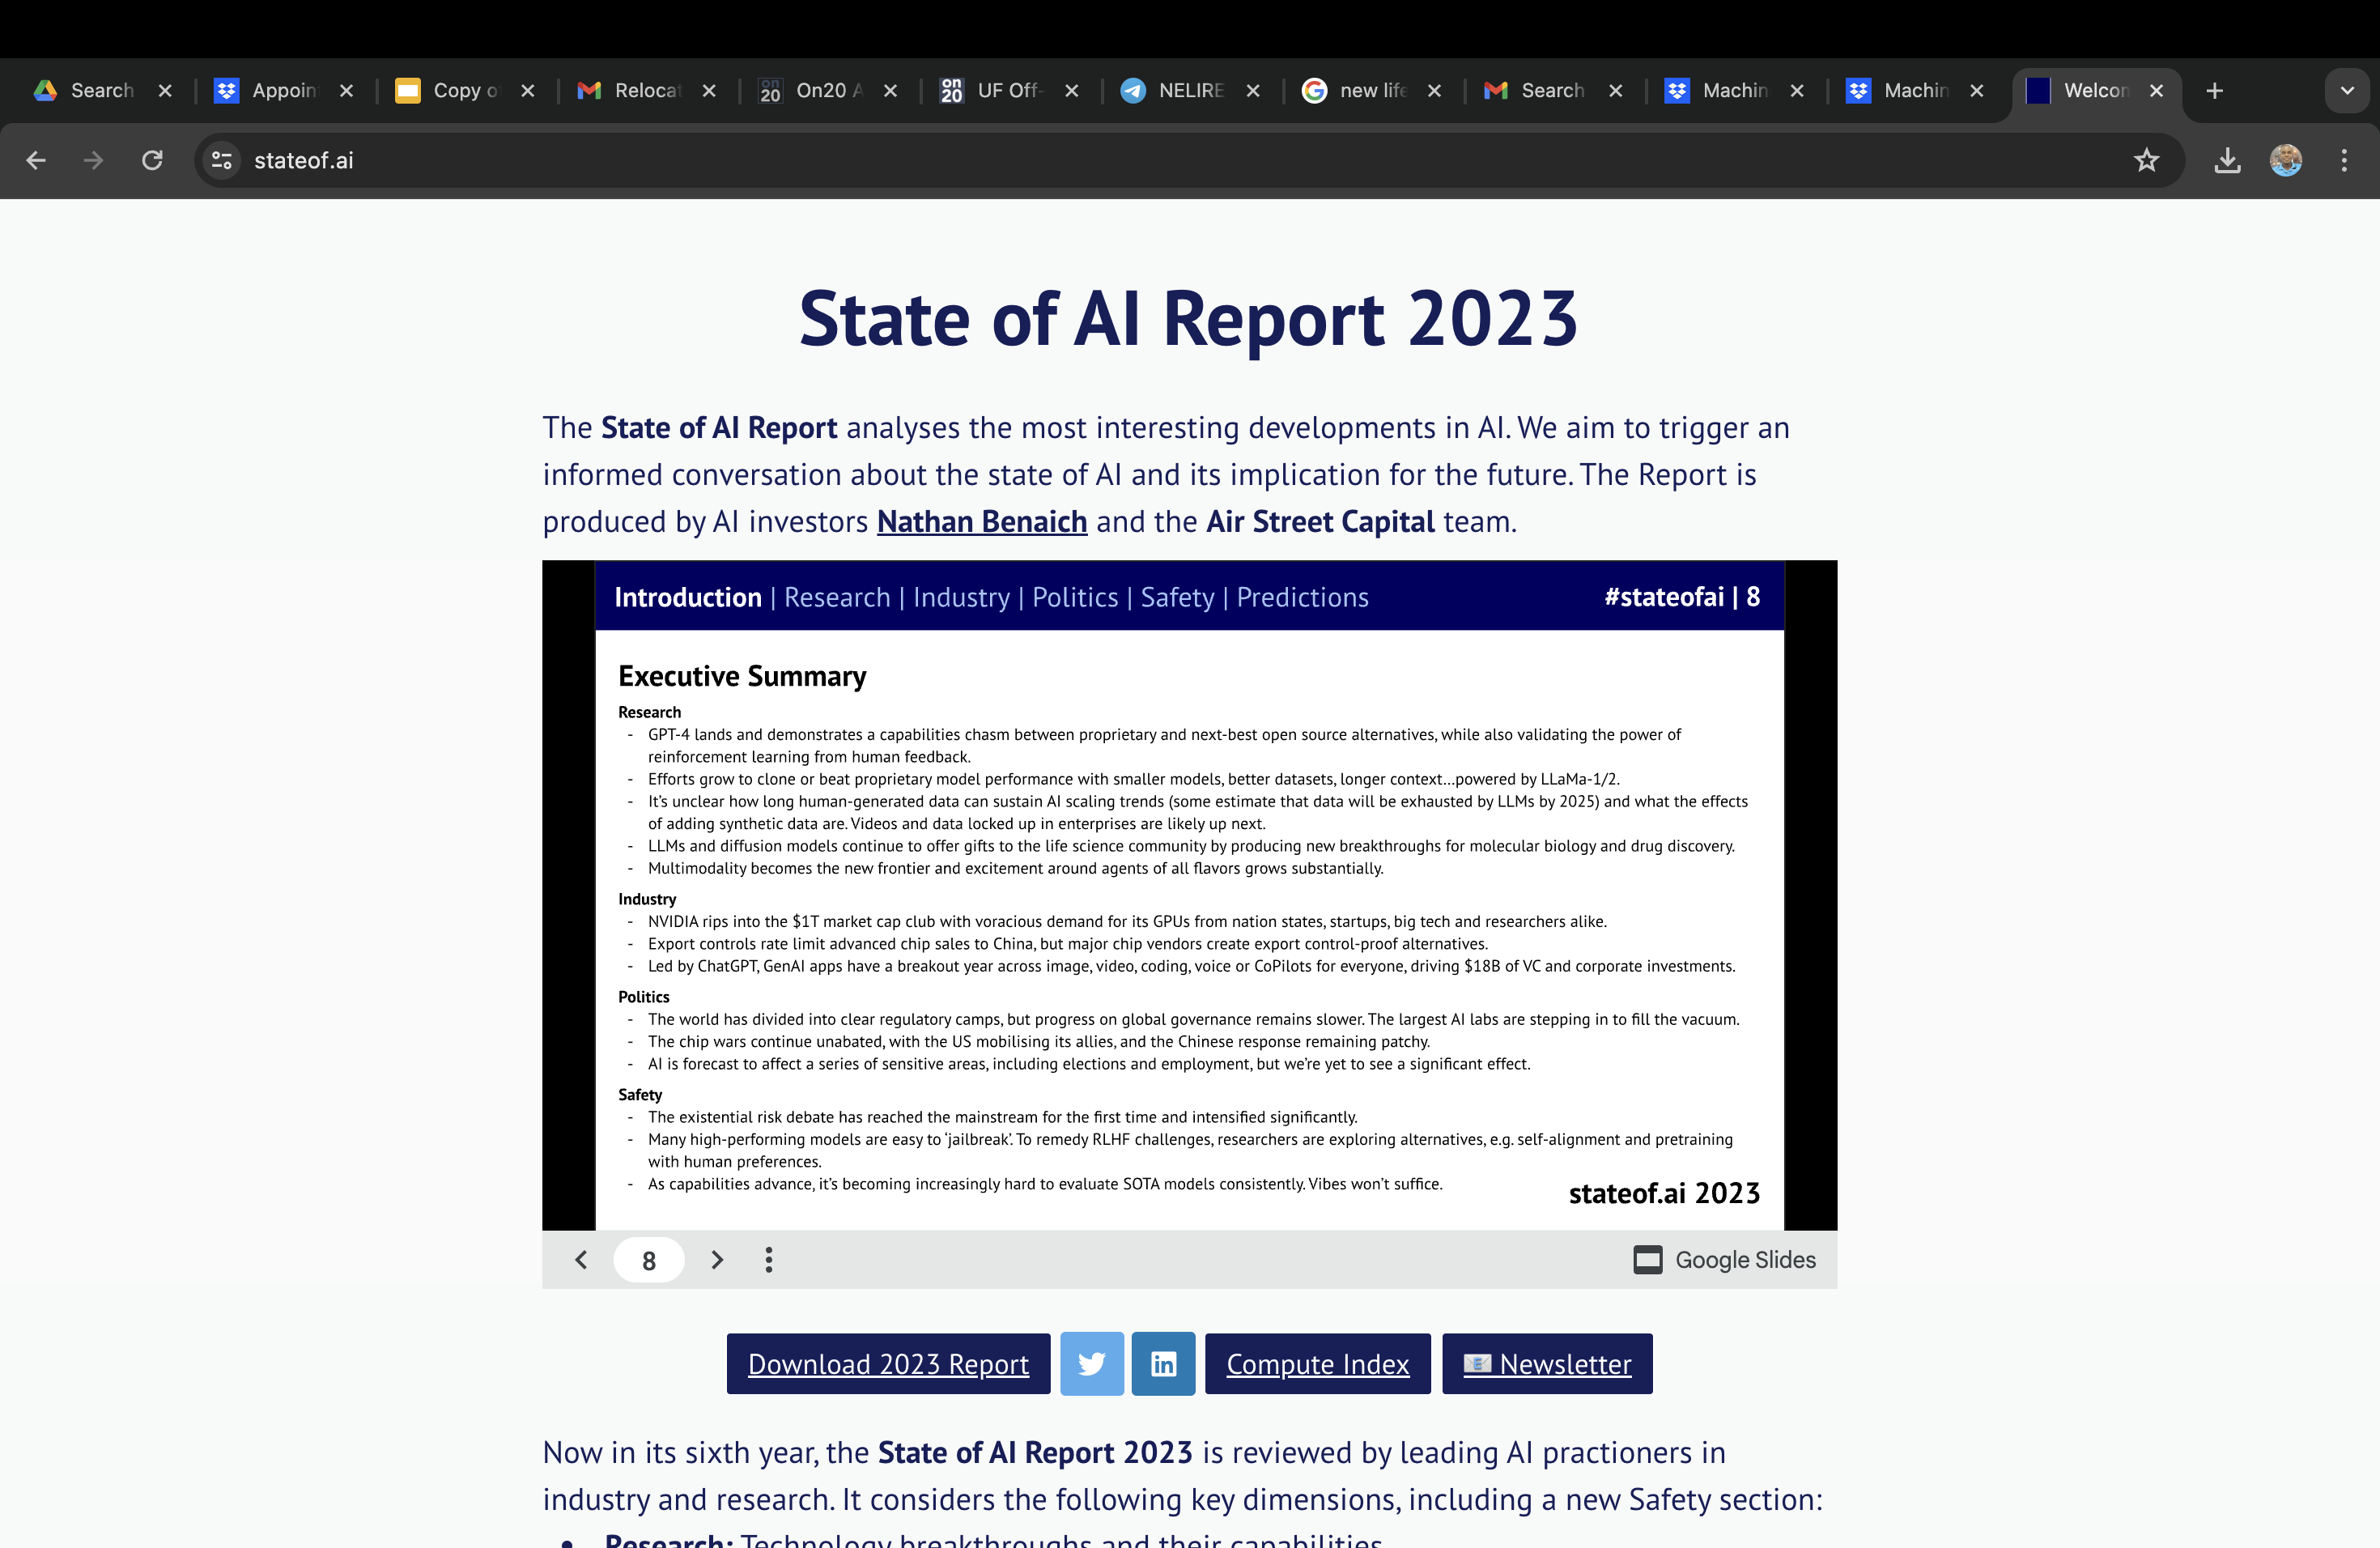 Search
Appoin
Copy o
Relocat
on20
On20 A
on20
UF Off-
NELIRE
new life
Search
Machin
Machin
Welcom
stateof.ai
State of AI Report 2023
The State of AI Report analyses the most interesting developments in AI. We aim to trigger an
informed conversation about the state of AI and its implication for the future. The Report is
produced by AI investors Nathan Benaich and the Air Street Capital team.
Introduction | Research | Industry | Politics | Safety | Predictions
#stateofai | 8
Executive Summary
Research
- GPT-4 lands and demonstrates a capabilities chasm between proprietary and next-best open source alternatives, while also validating the power of
reinforcement learning from human feedback.
- Efforts grow to clone or beat proprietary model performance with smaller models, better datasets, longer context...powered by LLaMa-1/2.
- It's unclear how long human-generated data can sustain AI scaling trends (some estimate that data will be exhausted by LLMs by 2025) and what the effects
of adding synthetic data are. Videos and data locked up in enterprises are likely up next.
- LLMs and diffusion models continue to offer gifts to the life science community by producing new breakthroughs for molecular biology and drug discovery.
- Multimodality becomes the new frontier and excitement around agents of all flavors grows substantially.
Industry
- NVIDIA rips into the $1T market cap club with voracious demand for its GPUs from nation states, startups, big tech and researchers alike.
- Export controls rate limit advanced chip sales to China, but major chip vendors create export control-proof alternatives.
- Led by ChatGPT, GenAI apps have a breakout year across image, video, coding, voice or CoPilots for everyone, driving $18B of VC and corporate investments.
Politics
- The world has divided into clear regulatory camps, but progress on global governance remains slower. The largest AI labs are stepping in to fill the vacuum.
- The chip wars continue unabated, with the US mobilising its allies, and the Chinese response remaining patchy.
- AI is forecast to affect a series of sensitive areas, including elections and employment, but we're yet to see a significant effect.
Safety
- The existential risk debate has reached the mainstream for the first time and intensified significantly.
- Many high-performing models are easy to 'jailbreak'. To remedy RLHF challenges, researchers are exploring alternatives, e.g. self-alignment and pretraining
with human preferences.
- As capabilities advance, it's becoming increasingly hard to evaluate SOTA models consistently. Vibes won't suffice.
stateof.ai 2023
8
Google Slides
Download 2023 Report
in
Compute Index
📧 Newsletter
Now in its sixth year, the State of AI Report 2023 is reviewed by leading AI practioners in
industry and research. It considers the following key dimensions, including a new Safety section:
• Research: Technology breakthroughs and their capabilities.